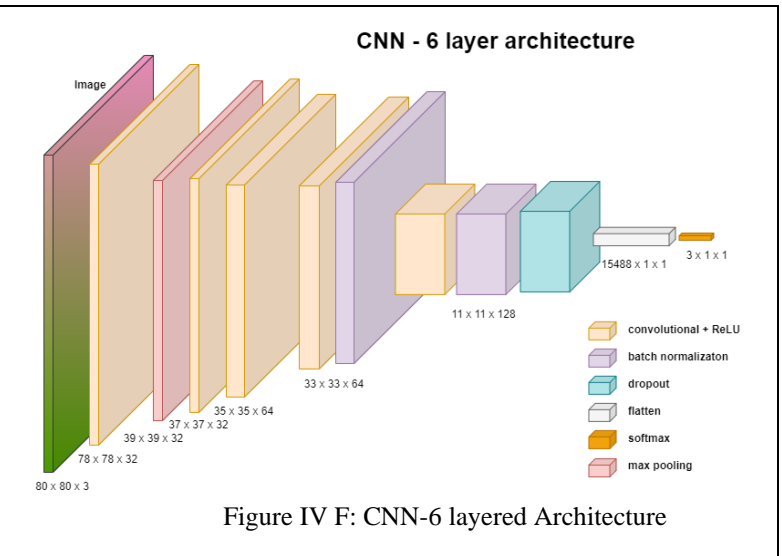 CNN - 6 layer architecture
Image
80 x 80 x 3
78 x 78 x 32
39 x 39 x 32
37 x 37 x 32
35 x 35 x 64
33 x 33 x 64
11 x 11 x 128
15488 x 1 x 1
3 x 1 x 1
convolutional + ReLU
batch normalizaton
dropout
flatten
softmax
max pooling
Figure IV F: CNN-6 layered Architecture